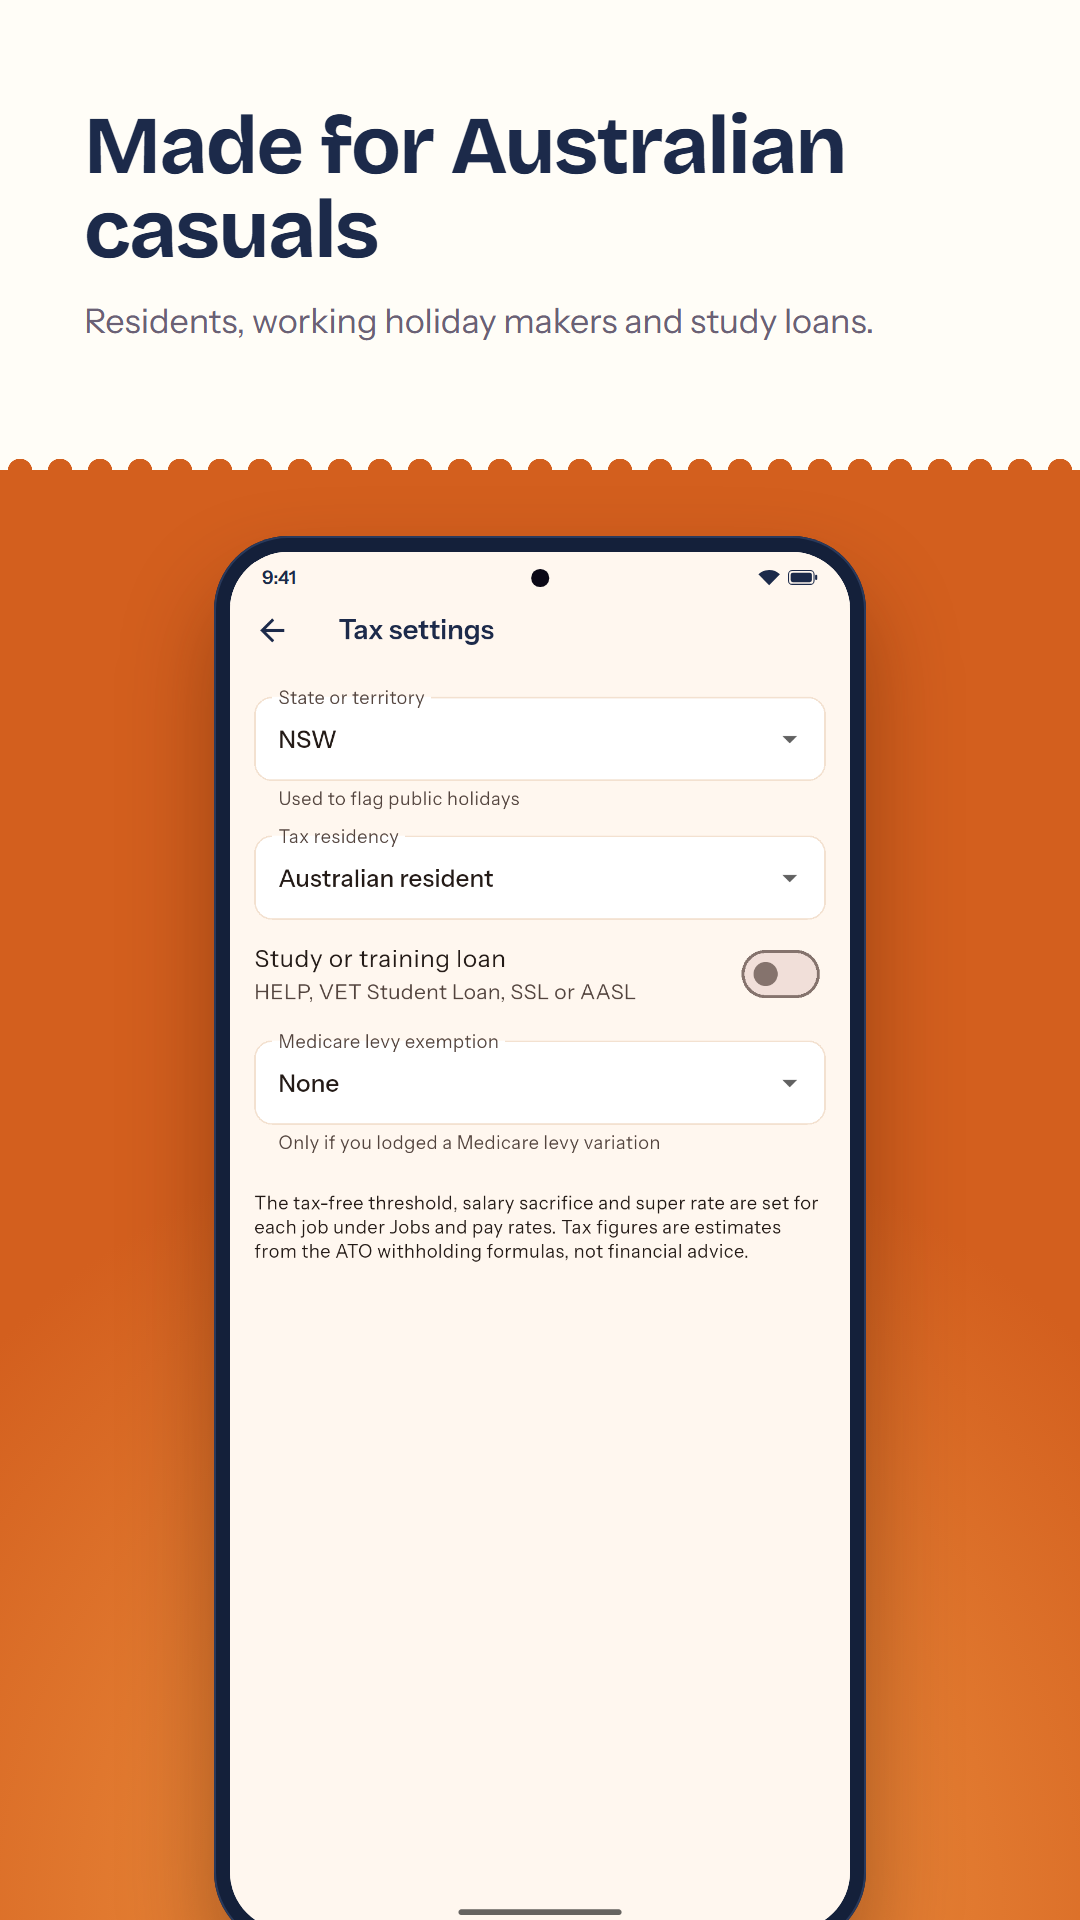 Made for Australian
casuals
Residents, working holiday makers and study loans.
9:41
Tax settings
State or territory
NSW
Used to flag public holidays
Tax residency
Australian resident
Study or training loan
HELP, VET Student Loan, SSL or AASL
Medicare levy exemption
None
Only if you lodged a Medicare levy variation
The tax-free threshold, salary sacrifice and super rate are set for
each job under Jobs and pay rates. Tax figures are estimates
from the ATO withholding formulas, not financial advice.